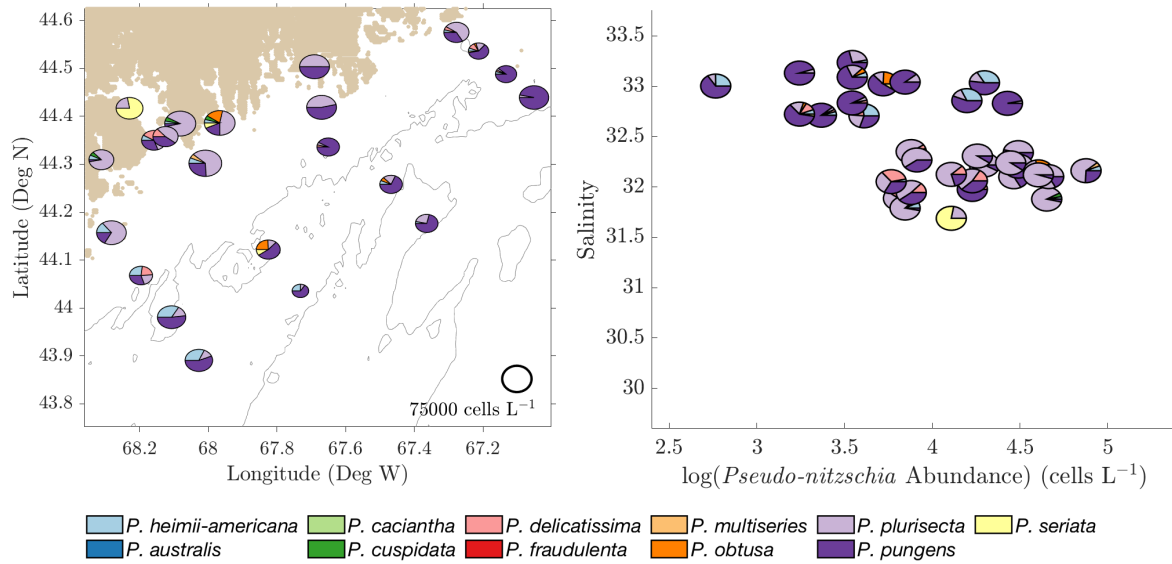 44.6
44.5
44.4
44.3
44.2
44.1
44
43.9
43.8
Latitude (Deg N)
75000 cells L⁻¹
68.2 68 67.8 67.6 67.4 67.2
Longitude (Deg W)
33.5
33
32.5
32
31.5
31
30.5
30
Salinity
2.5 3 3.5 4 4.5 5
log(Pseudo-nitzschia Abundance) (cells L⁻¹)
P. heimii-americana P. caciantha P. delicatissima P. multiseries P. plurisecta P. seriata
P. australis P. cuspidata P. fraudulenta P. obtusa P. pungens